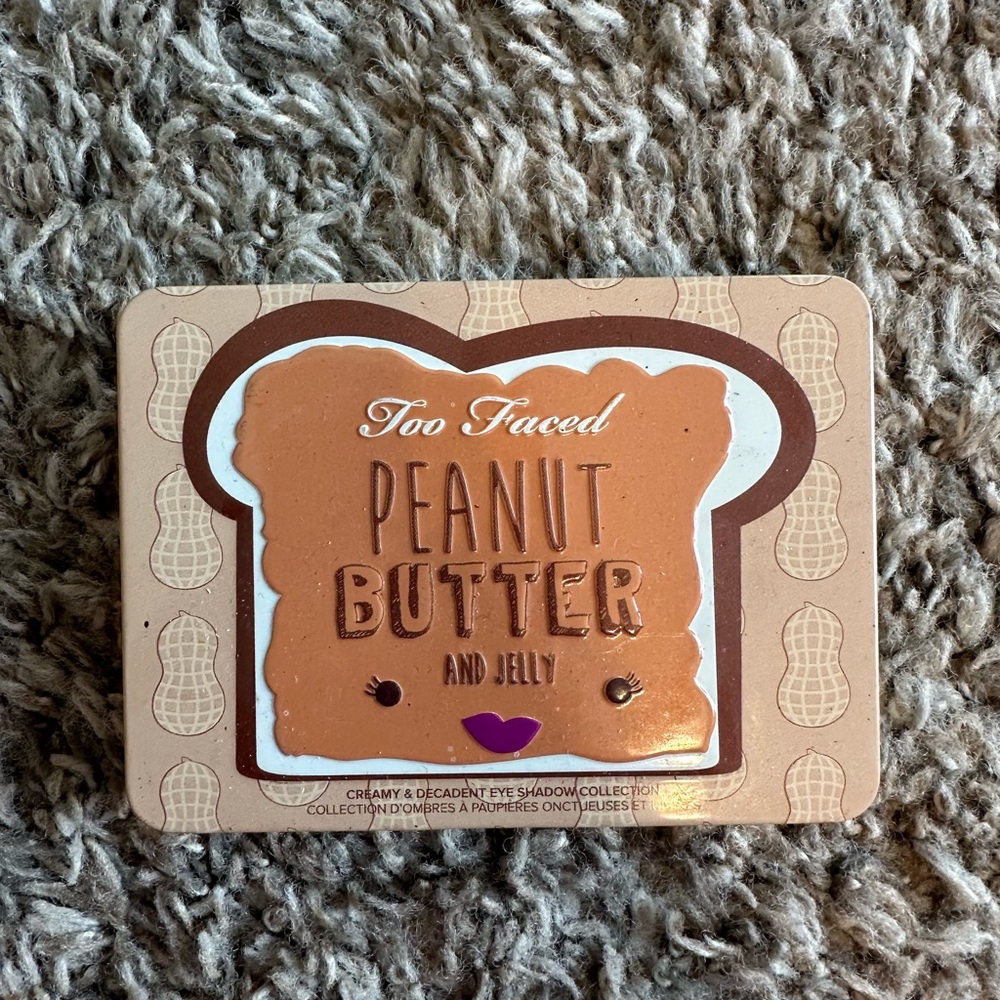 Too Faced
PEANUT
BUTTER
AND JELLY
CREAMY & DECADENT EYE SHADOW COLLECTION
COLLECTION D'OMBRES À PAUPIÈRES ONCTUEUSES ET